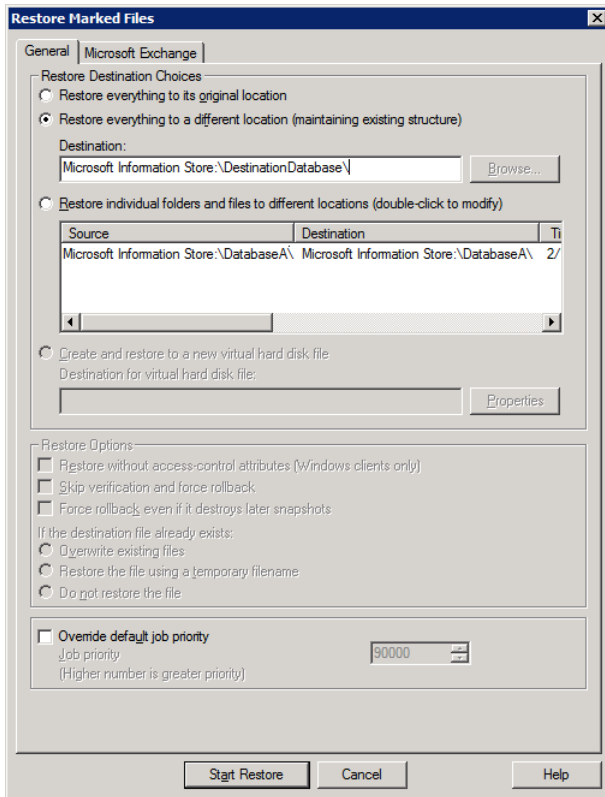 Restore Marked Files
General
Microsoft Exchange
Restore Destination Choices
Restore everything to its original location
Restore everything to a different location (maintaining existing structure)
Destination:
Microsoft Information Store:\DestinationDatabase\
Browse...
Restore individual folders and files to different locations (double-click to modify)
Source Destination Ti
Microsoft Information Store:\DatabaseA\ Microsoft Information Store:\DatabaseA\ 2/
Create and restore to a new virtual hard disk file
Destination for virtual hard disk file:
Properties
Restore Options
Restore without access-control attributes (Windows clients only)
Skip verification and force rollback
Force rollback even if it destroys later snapshots
If the destination file already exists:
Overwrite existing files
Restore the file using a temporary filename
Do not restore the file
Override default job priority
Job priority 90000
(Higher number is greater priority)
Start Restore Cancel Help